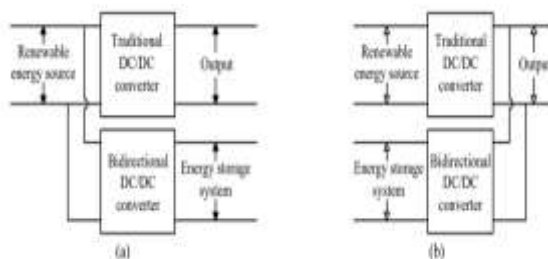 Renewable
energy source
Traditional
DC/DC
converter
Output
Bidirectional
DC/DC
converter
Energy storage
system
(a)
Renewable
energy source
Traditional
DC/DC
converter
Output
Energy storage
system
Bidirectional
DC/DC
converter
(b)